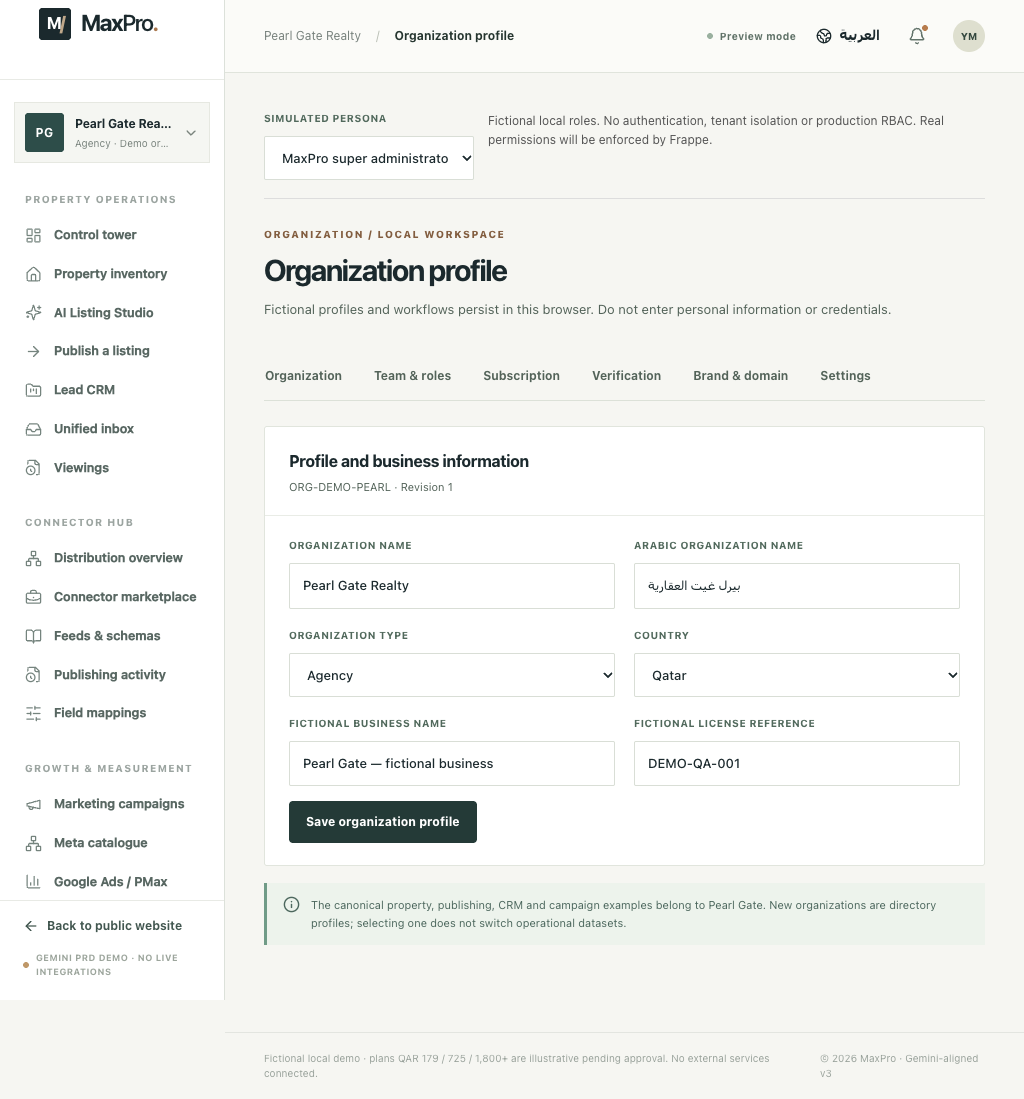 M/ MaxPro.
Pearl Gate Realty / Organization profile
Preview mode
العربية
YM
PG
Pearl Gate Rea...
Agency · Demo or...
PROPERTY OPERATIONS
Control tower
Property inventory
AI Listing Studio
Publish a listing
Lead CRM
Unified inbox
Viewings
CONNECTOR HUB
Distribution overview
Connector marketplace
Feeds & schemas
Publishing activity
Field mappings
GROWTH & MEASUREMENT
Marketing campaigns
Meta catalogue
Google Ads / PMax
Back to public website
GEMINI PRD DEMO · NO LIVE
INTEGRATIONS
SIMULATED PERSONA
MaxPro super administrato
Fictional local roles. No authentication, tenant isolation or production RBAC. Real
permissions will be enforced by Frappe.
ORGANIZATION / LOCAL WORKSPACE
Organization profile
Fictional profiles and workflows persist in this browser. Do not enter personal information or credentials.
Organization
Team & roles
Subscription
Verification
Brand & domain
Settings
Profile and business information
ORG-DEMO-PEARL · Revision 1
ORGANIZATION NAME
Pearl Gate Realty
ARABIC ORGANIZATION NAME
بيرل غيت العقارية
ORGANIZATION TYPE
Agency
COUNTRY
Qatar
FICTIONAL BUSINESS NAME
Pearl Gate — fictional business
FICTIONAL LICENSE REFERENCE
DEMO-QA-001
Save organization profile
The canonical property, publishing, CRM and campaign examples belong to Pearl Gate. New organizations are directory
profiles; selecting one does not switch operational datasets.
Fictional local demo · plans QAR 179 / 725 / 1,800+ are illustrative pending approval. No external services
connected.
© 2026 MaxPro · Gemini-aligned
v3